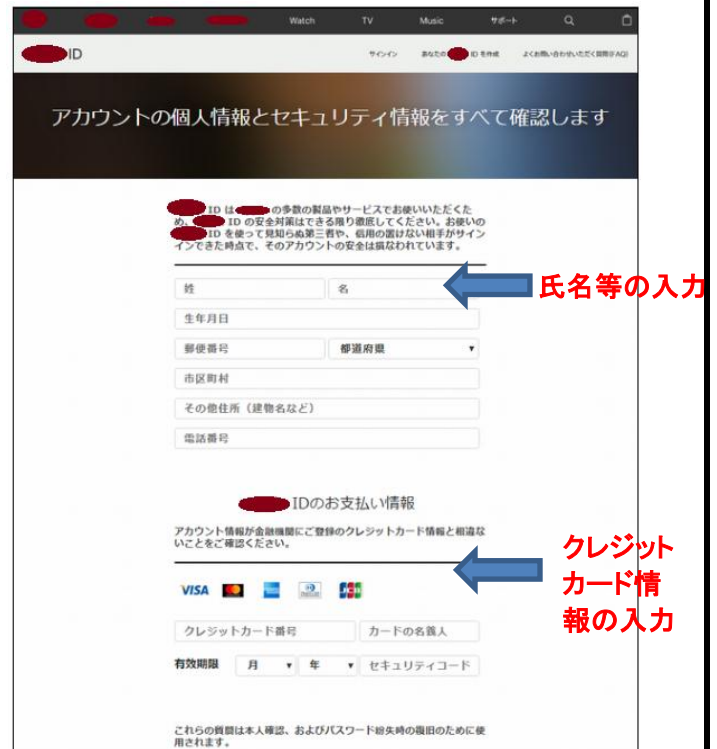 Watch TV Music サポート
ID
サインイン あなたの ID を作成 よくお問い合わせいただく質問(FAQ)
アカウントの個人情報とセキュリティ情報をすべて確認します
ID は の多数の製品やサービスでお使いいただくた
め、 ID の安全対策はできる限り徹底してください。お使いの
ID を使って見知らぬ第三者や、信用の置けない相手がサイン
インできた時点で、そのアカウントの安全は損なわれています。
姓 名
氏名等の入力
生年月日
郵便番号 都道府県
市区町村
その他住所（建物名など）
電話番号
IDのお支払い情報
アカウント情報が金融機関にご登録のクレジットカード情報と相違な
いことをご確認ください。
クレジット
カード情
報の入力
VISA JCB
クレジットカード番号 カードの名義人
有効期限 月 年 セキュリティコード
これらの質問は本人確認、およびパスワード紛失時の復旧のために使
用されます。